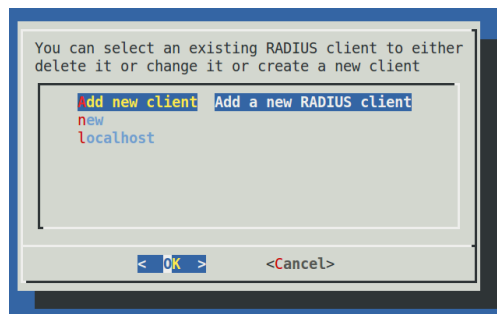 You can select an existing RADIUS client to either
delete it or change it or create a new client
Add new client  Add a new RADIUS client
new
localhost
<  OK  >
<Cancel>